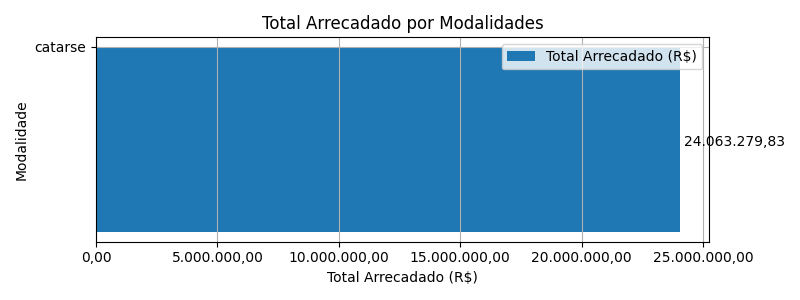 Total Arrecadado por Modalidades
catarse
Total Arrecadado (R$)
Modalidade
24.063.279,83
0,00 5.000.000,00 10.000.000,00 15.000.000,00 20.000.000,00 25.000.000,00
Total Arrecadado (R$)